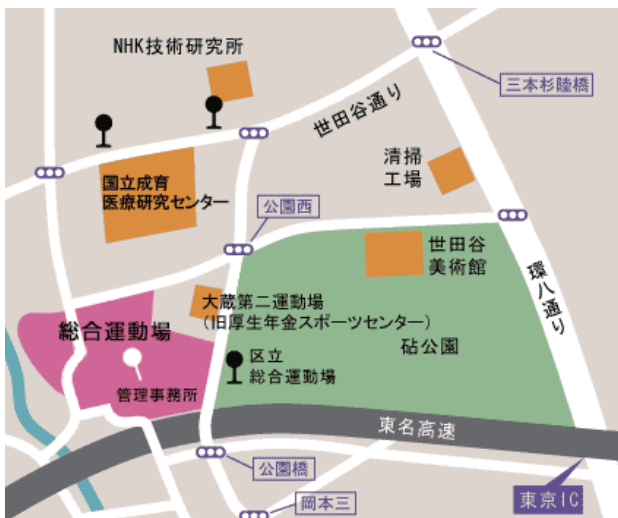 NHK技術研究所
三本杉陸橋
世田谷通り
清掃
工場
国立成育
医療研究センター
公園西
世田谷
美術館
環八通り
大蔵第二運動場
(旧厚生年金スポーツセンター)
総合運動場
砧公園
区立
総合運動場
管理事務所
東名高速
公園橋
岡本三
東京IC